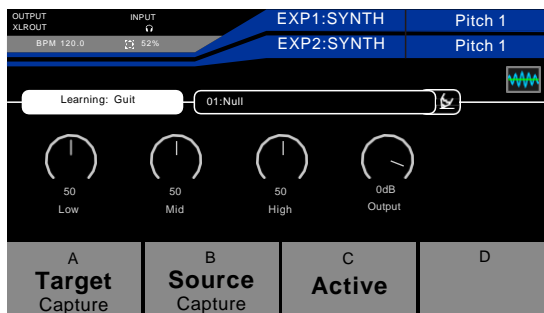 OUTPUT
XLROUT
INPUT
BPM 120.0
52%
EXP1:SYNTH
Pitch 1
EXP2:SYNTH
Pitch 1
Learning: Guit
01:Null
50
Low
50
Mid
50
High
0dB
Output
A
Target
Capture
B
Source
Capture
C
Active
D